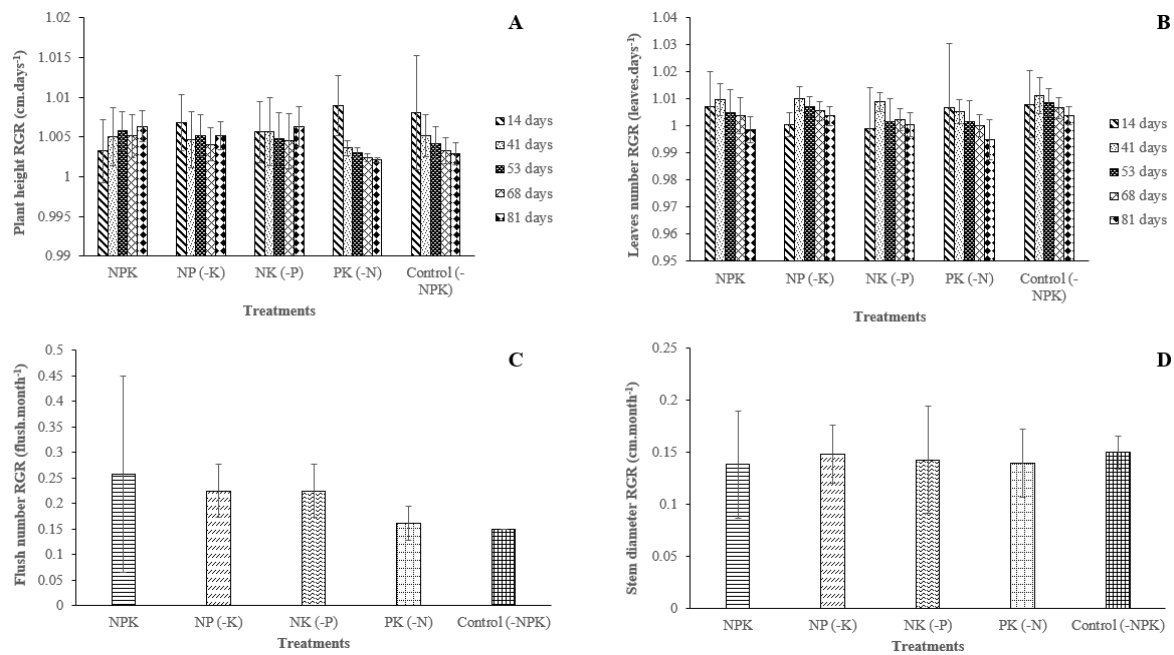 A
Plant height RGR (cm.days⁻¹)
1.02
1.015
1.01
1.005
1
0.995
0.99
NPK
NP (-K)
NK (-P)
PK (-N)
Control (-
NPK)
Treatments
14 days
41 days
53 days
68 days
81 days
B
Leaves number RGR (leaves.days⁻¹)
1.04
1.03
1.02
1.01
1
0.99
0.98
0.97
0.96
0.95
NPK
NP (-K)
NK (-P)
PK (-N)
Control (-
NPK)
Treatments
14 days
41 days
53 days
68 days
81 days
C
Flush number RGR (flush.month⁻¹)
0.5
0.45
0.4
0.35
0.3
0.25
0.2
0.15
0.1
0.05
0
NPK
NP (-K)
NK (-P)
PK (-N)
Control (-NPK)
Treatments
D
Stem diameter RGR (cm.month⁻¹)
0.25
0.2
0.15
0.1
0.05
0
NPK
NP (-K)
NK (-P)
PK (-N)
Control (-NPK)
Treatments